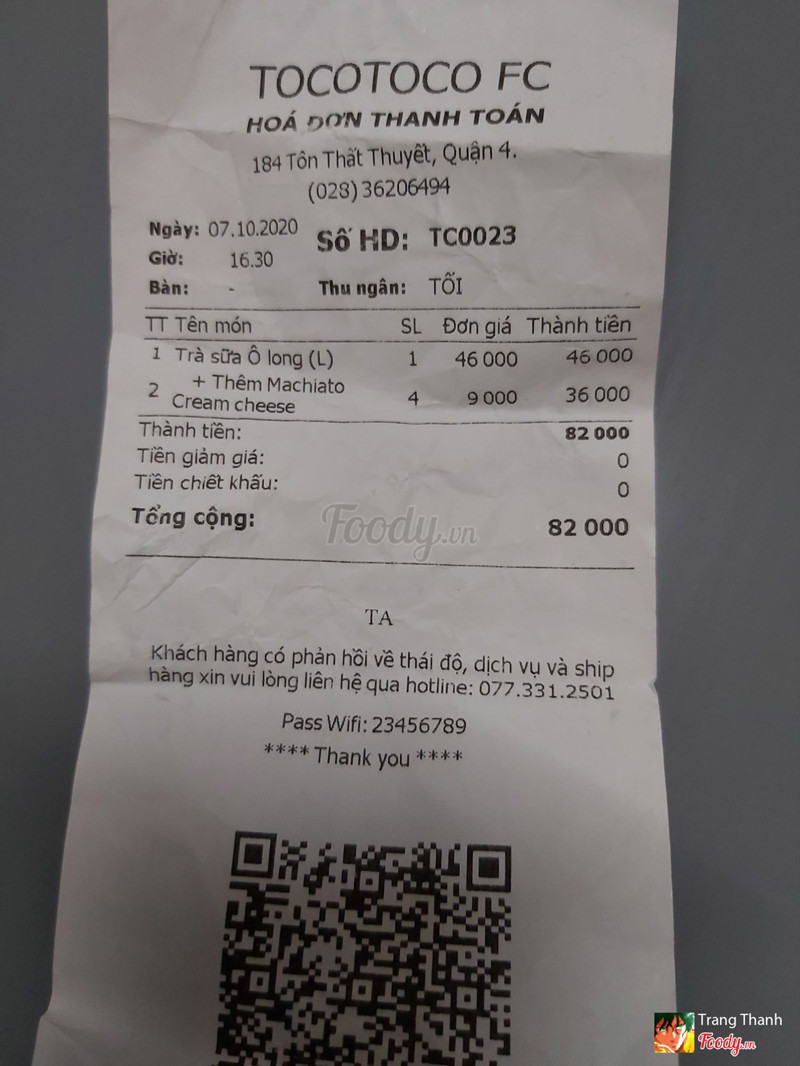 TOCOTOCO FC
HOÁ ĐƠN THANH TOÁN
184 Tôn Thất Thuyết, Quận 4.
(028) 36206494
Ngày: 07.10.2020 Số HD: TC0023
Giờ: 16.30
Bàn: - Thu ngân: TỐI
TT Tên món SL Đơn giá Thành tiền
1 Trà sữa Ô long (L) 1 46 000 46 000
2 + Thêm Machiato Cream cheese 4 9 000 36 000
Thành tiền: 82 000
Tiền giảm giá: 0
Tiền chiết khấu: 0
Tổng cộng: 82 000
Foody.vn
TA
Khách hàng có phản hồi về thái độ, dịch vụ và ship
hàng xin vui lòng liên hệ qua hotline: 077.331.2501
Pass Wifi: 23456789
**** Thank you ****
Trang Thanh
Foody.vn